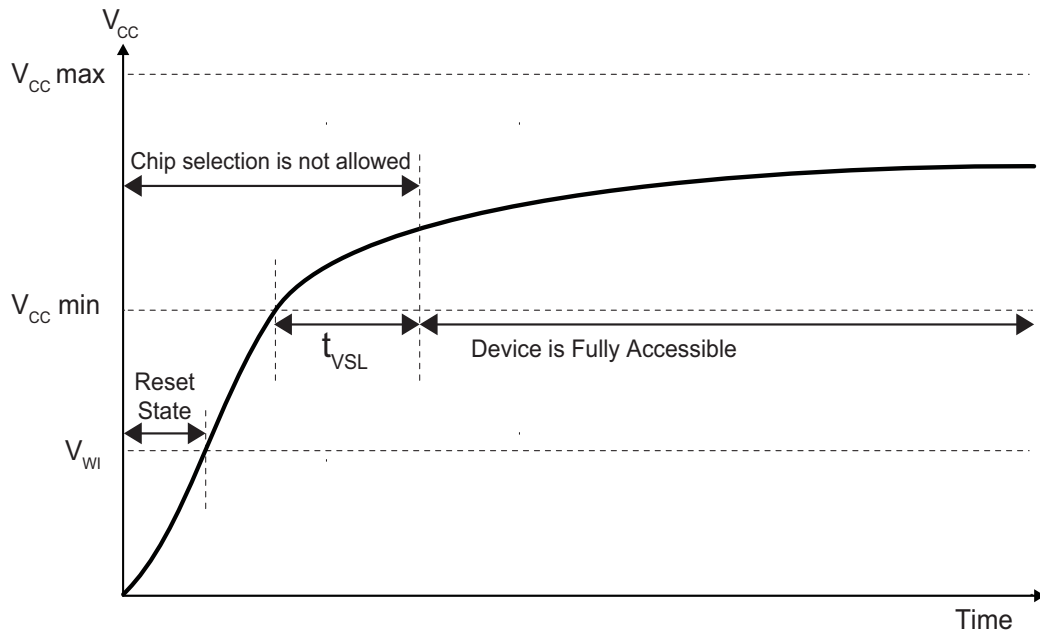 V_CC
V_CC max
Chip selection is not allowed
V_CC min
t_VSL
Device is Fully Accessible
Reset
State
V_WI
Time